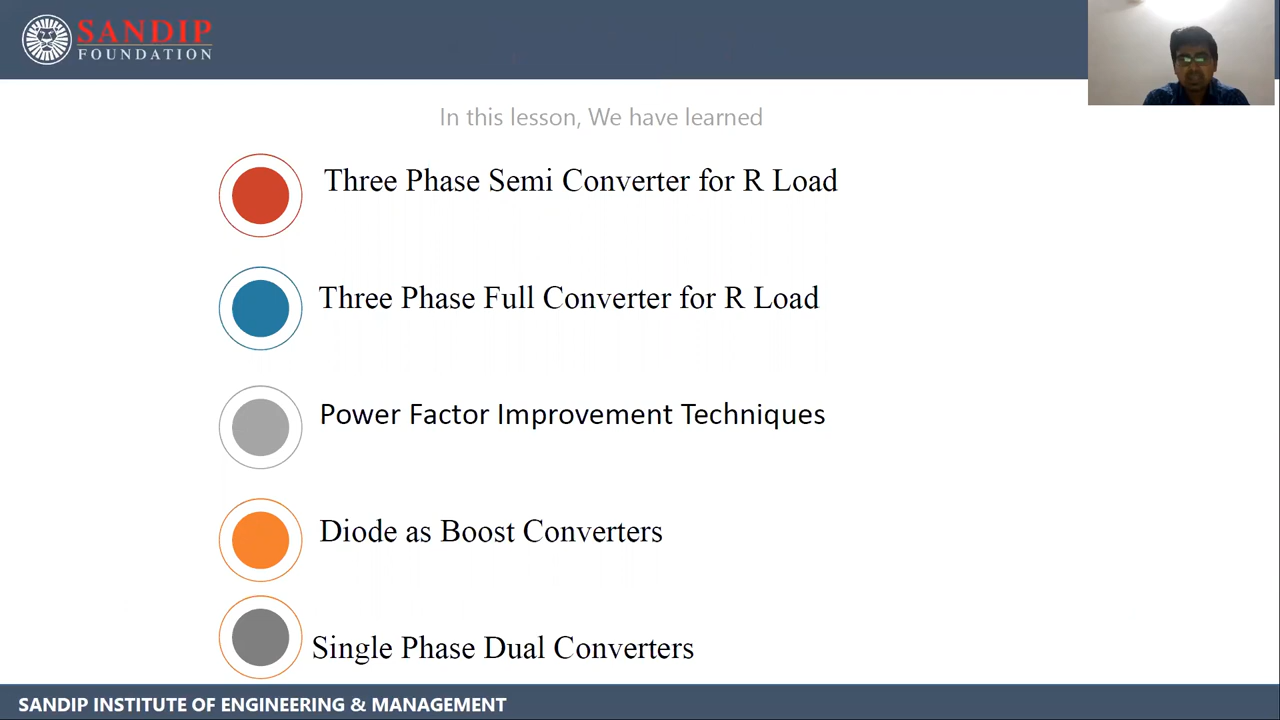 SANDIP
FOUNDATION
In this lesson, We have learned
Three Phase Semi Converter for R Load
Three Phase Full Converter for R Load
Power Factor Improvement Techniques
Diode as Boost Converters
Single Phase Dual Converters
SANDIP INSTITUTE OF ENGINEERING & MANAGEMENT